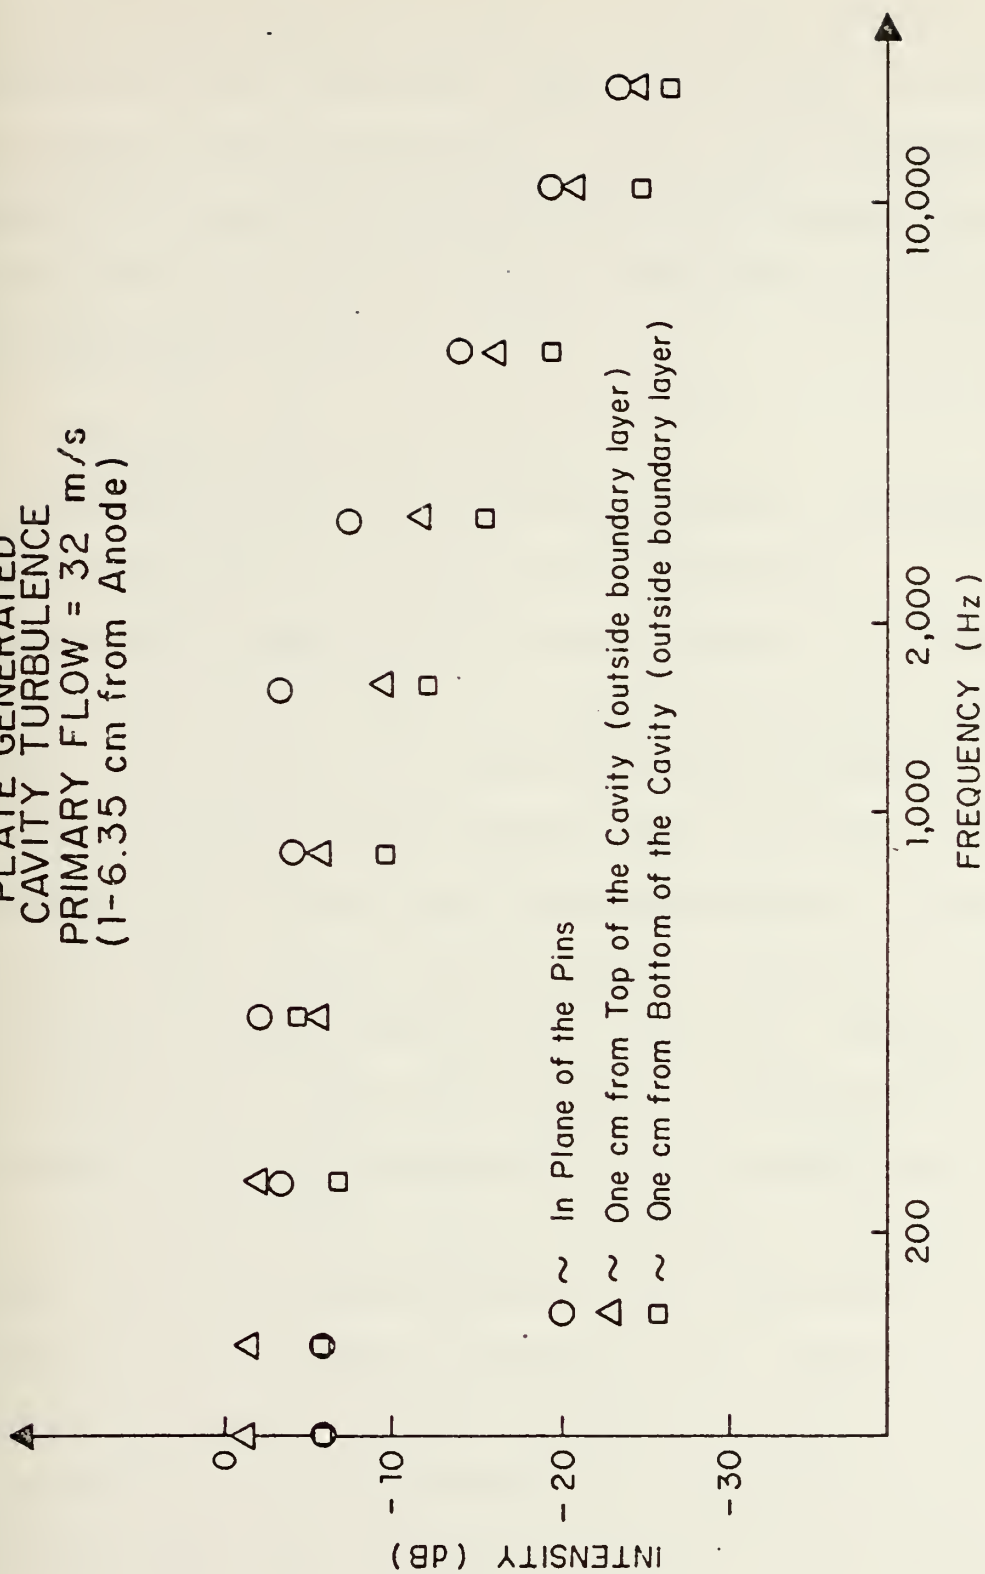 PLATE GENERATED
CAVITY TURBULENCE
PRIMARY FLOW = 32 m/s
(1-6.35 cm from Anode)
INTENSITY (dB)
0
- 10
- 20
- 30
○ ~ In Plane of the Pins
△ ~ One cm from Top of the Cavity (outside boundary layer)
□ ~ One cm from Bottom of the Cavity (outside boundary layer)
200
1,000
2,000
10,000
FREQUENCY (Hz)